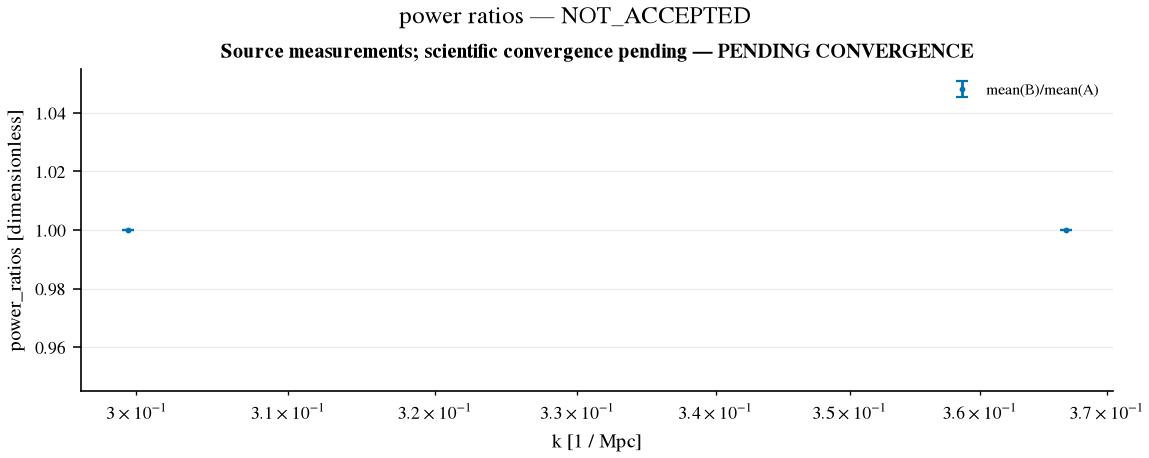 power ratios — NOT_ACCEPTED
Source measurements; scientific convergence pending — PENDING CONVERGENCE
mean(B)/mean(A)
power_ratios [dimensionless]
1.04
1.02
1.00
0.98
0.96
3 × 10⁻¹
3.1 × 10⁻¹
3.2 × 10⁻¹
3.3 × 10⁻¹
3.4 × 10⁻¹
3.5 × 10⁻¹
3.6 × 10⁻¹
3.7 × 10⁻¹
k [1 / Mpc]